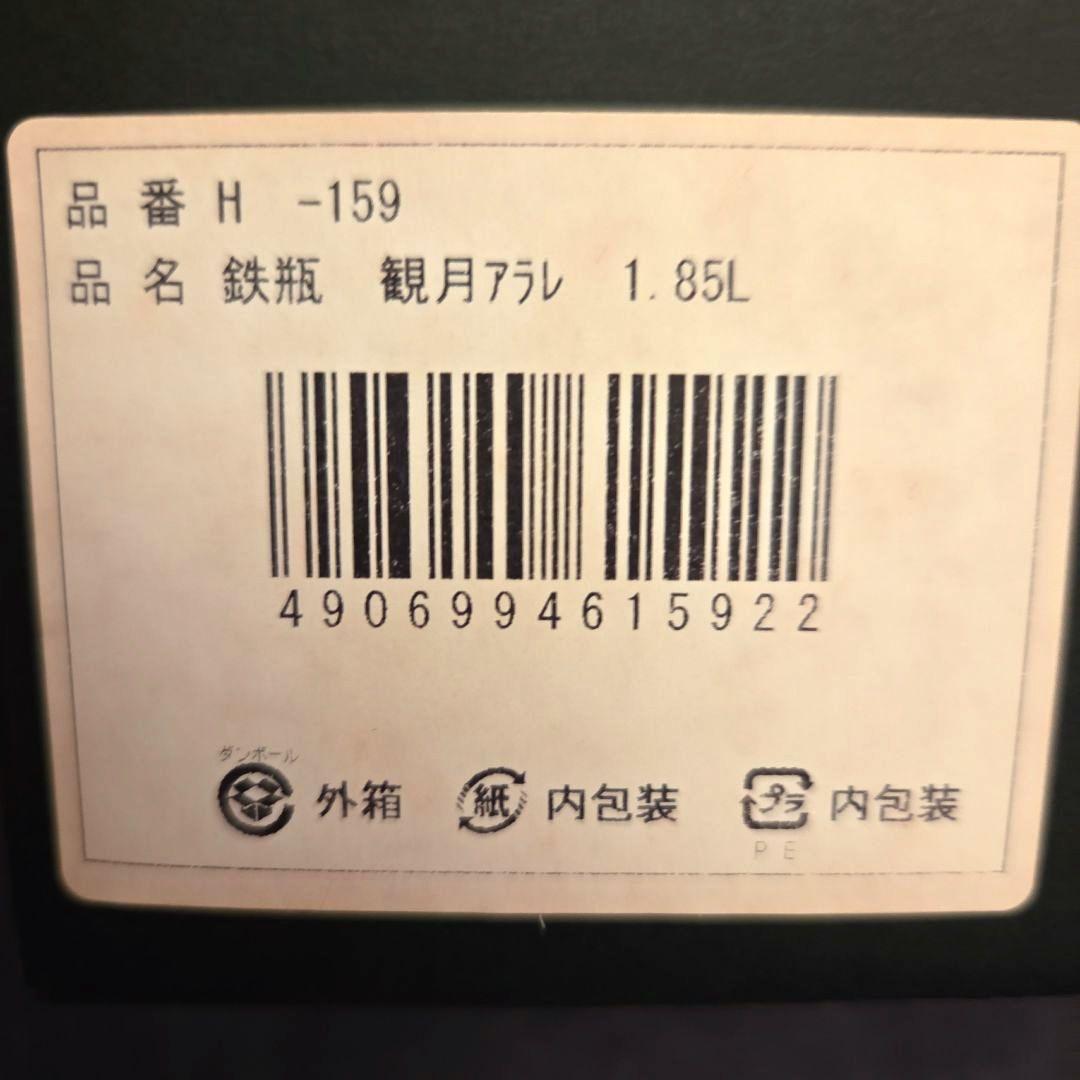 品 番 H -159
品 名 鉄瓶 観月アラレ 1.85L
4906994615922
ダンボール
外箱 紙 内包装 プラ 内包装
PE